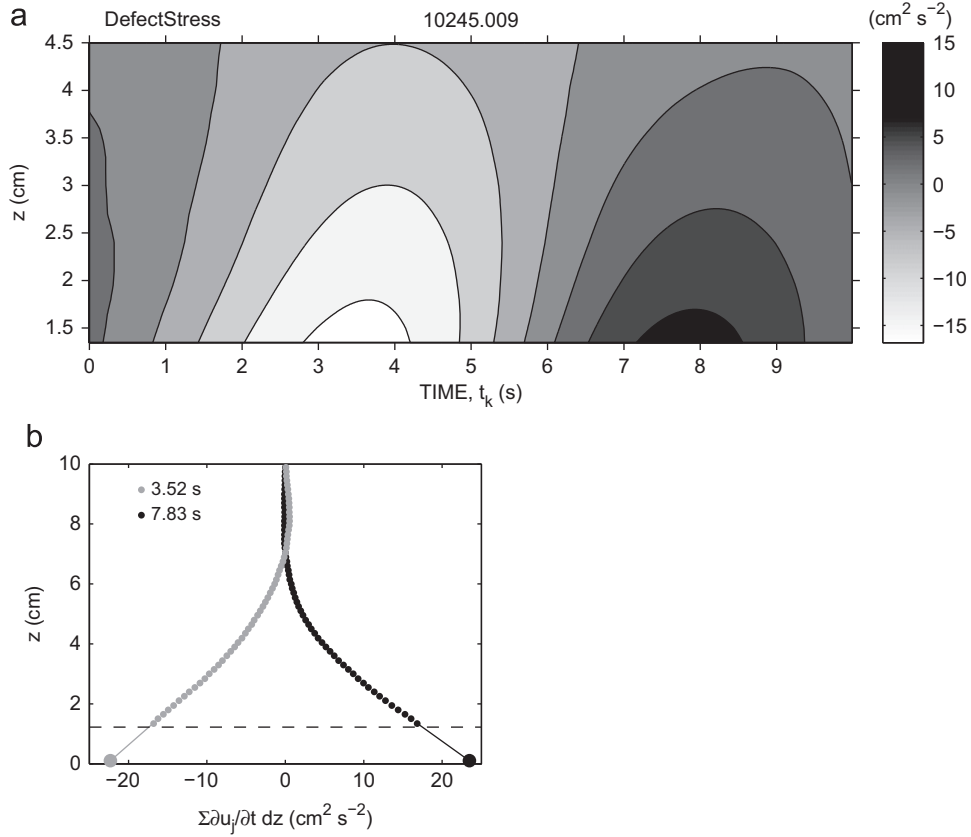 a
DefectStress 10245.009 (cm² s⁻²)
4.5
4
3.5
3
2.5
2
1.5
z (cm)
0 1 2 3 4 5 6 7 8 9
TIME, tₖ (s)
15
10
5
0
−5
−10
−15
b
10
8
6
4
2
0
z (cm)
3.52 s
7.83 s
−20 −10 0 10 20
Σ∂uⱼ/∂t dz (cm² s⁻²)